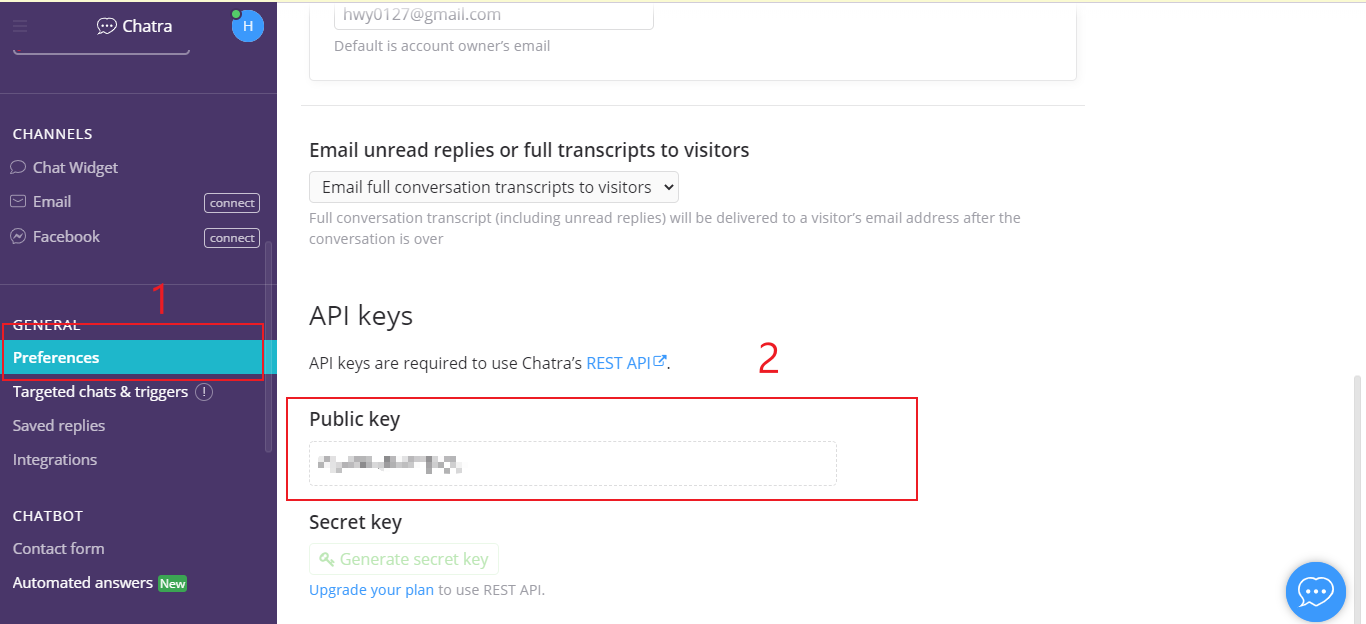 Chatra
H
CHANNELS
Chat Widget
Email
connect
Facebook
connect
1
GENERAL
Preferences
Targeted chats & triggers !
Saved replies
Integrations
CHATBOT
Contact form
Automated answers New
hwy0127@gmail.com
Default is account owner's email
Email unread replies or full transcripts to visitors
Email full conversation transcripts to visitors
Full conversation transcript (including unread replies) will be delivered to a visitor's email address after the
conversation is over
API keys
API keys are required to use Chatra's REST API.
2
Public key
Secret key
Generate secret key
Upgrade your plan to use REST API.